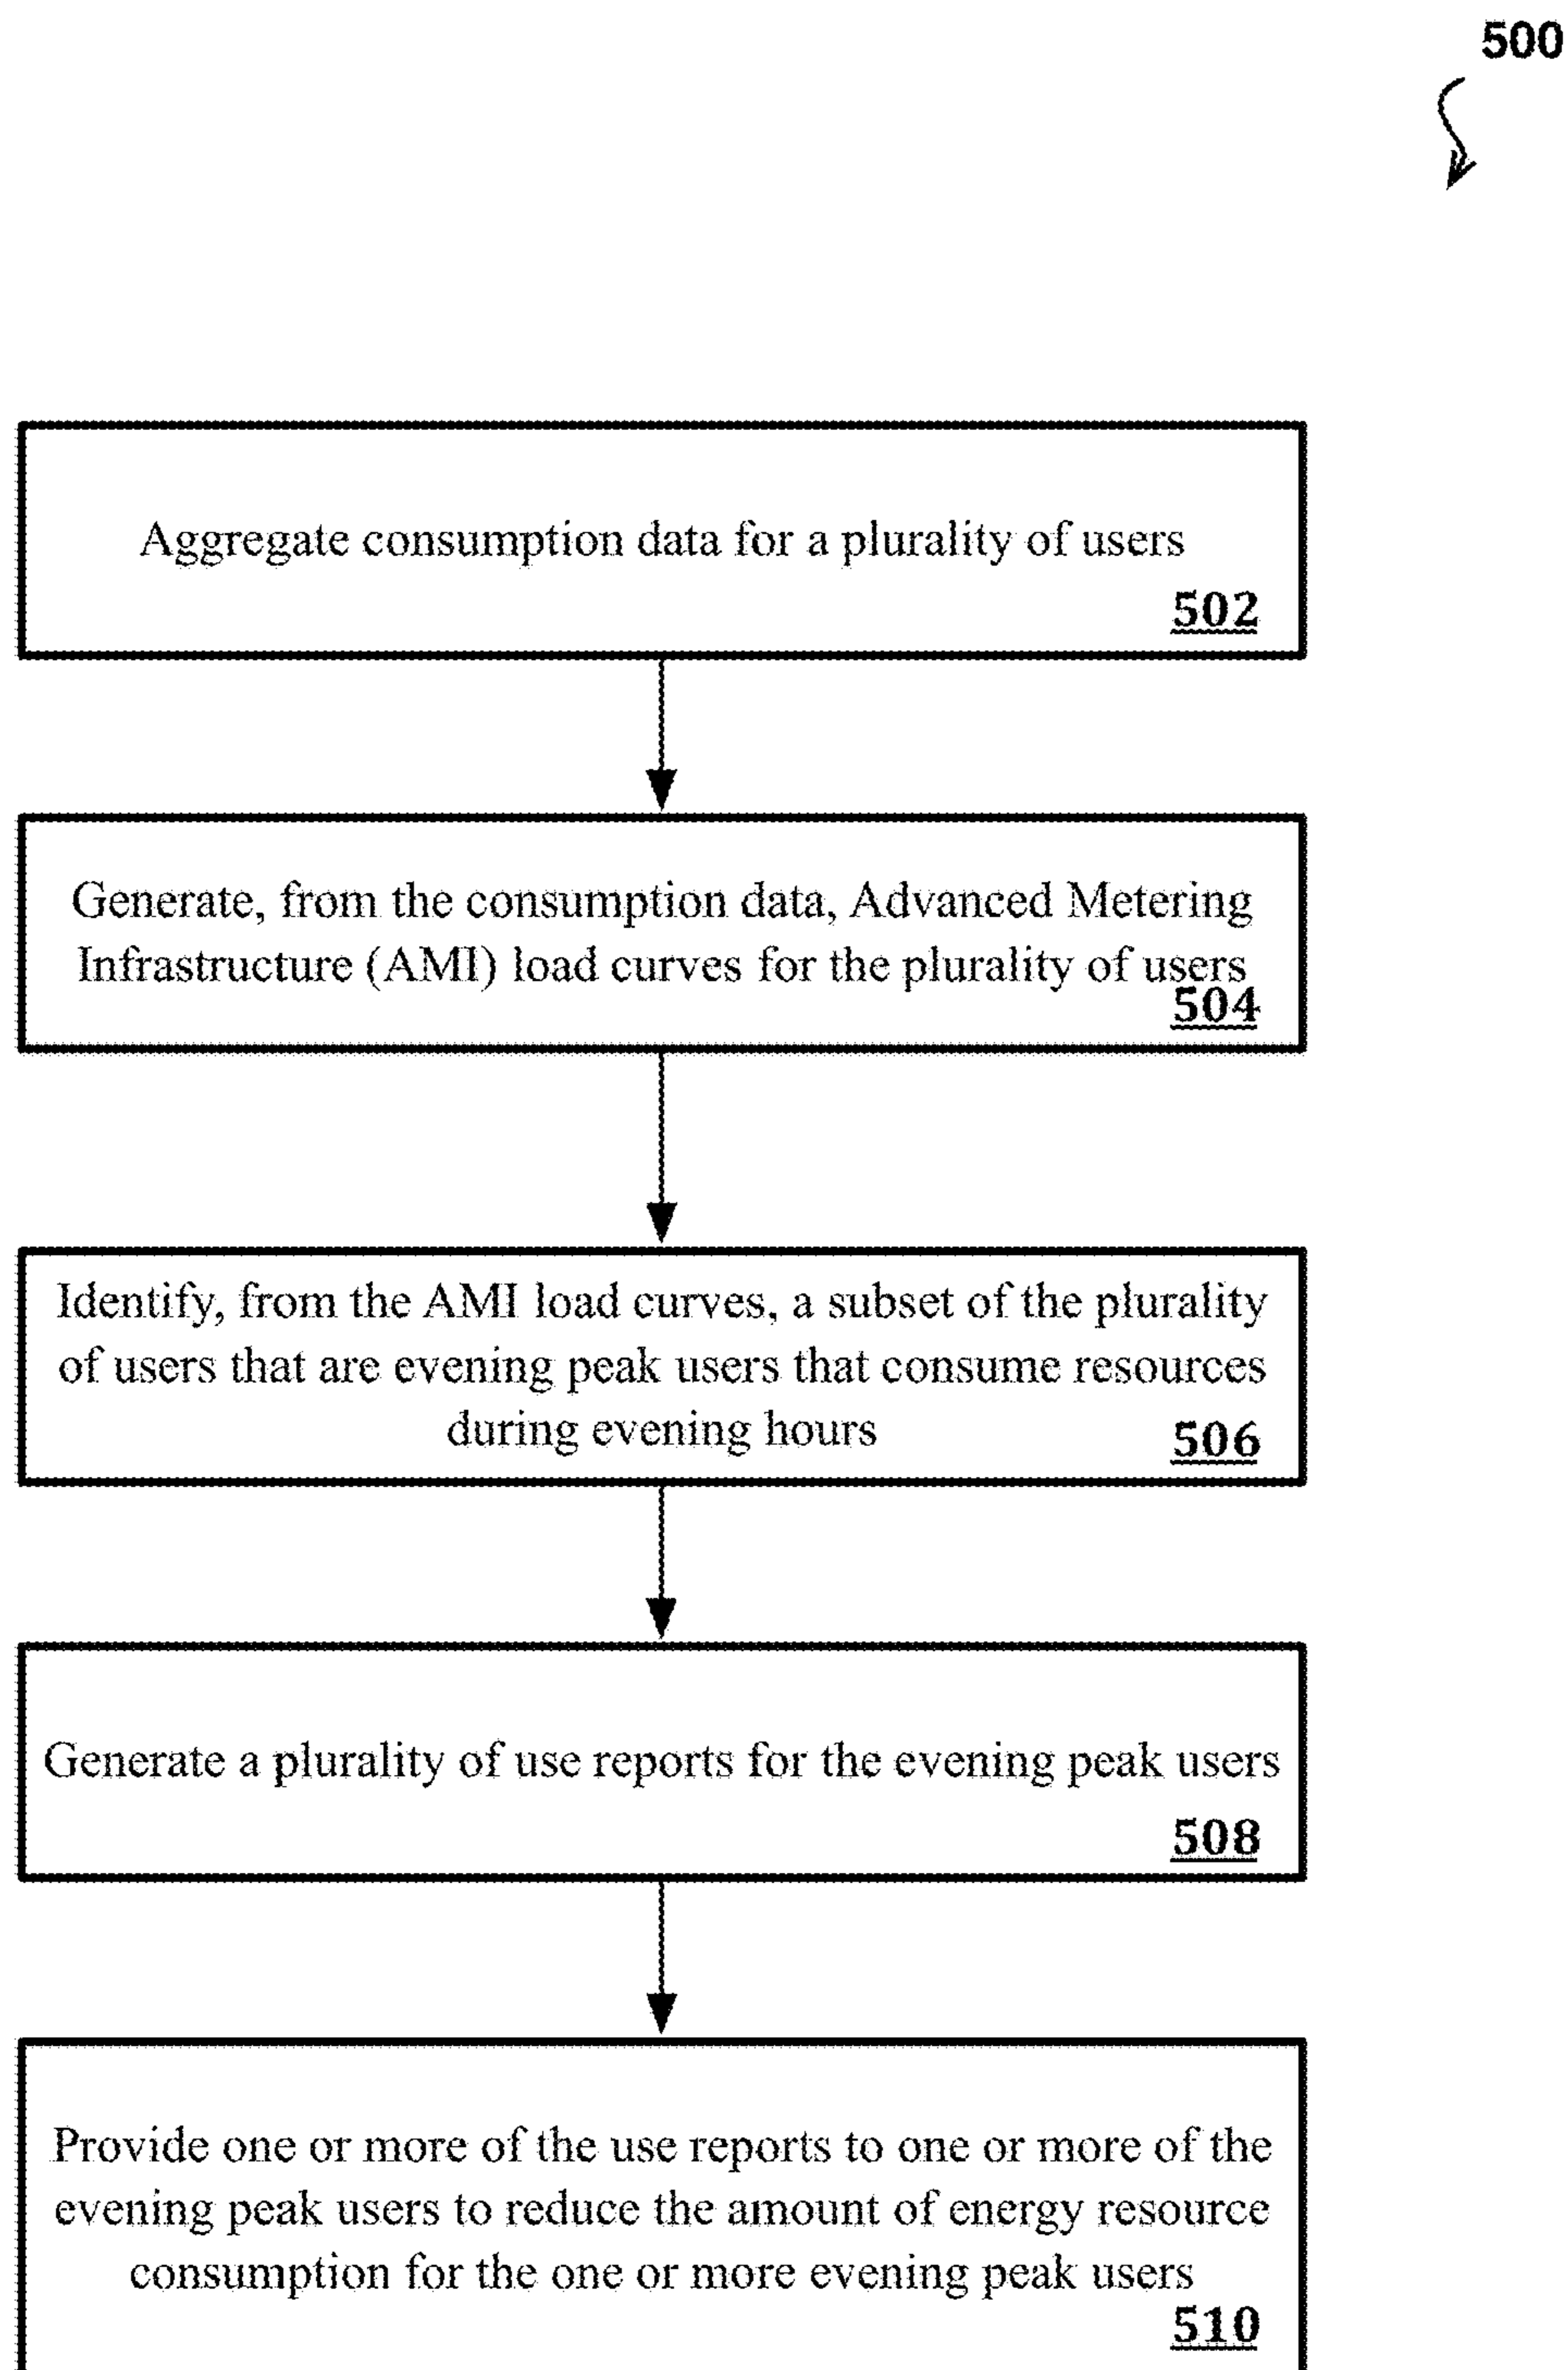 500
Aggregate consumption data for a plurality of users
502
Generate, from the consumption data, Advanced Metering
Infrastructure (AMI) load curves for the plurality of users
504
Identify, from the AMI load curves, a subset of the plurality
of users that are evening peak users that consume resources
during evening hours
506
Generate a plurality of use reports for the evening peak users
508
Provide one or more of the use reports to one or more of the
evening peak users to reduce the amount of energy resource
consumption for the one or more evening peak users
510